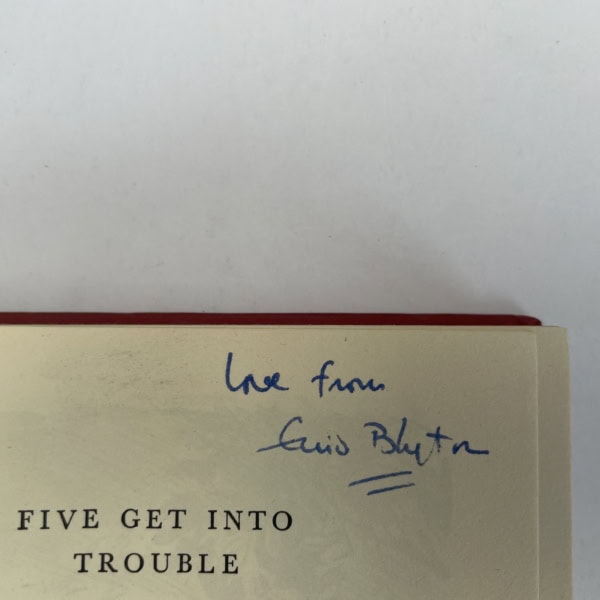 Love from
Enid Blyton
FIVE GET INTO
TROUBLE